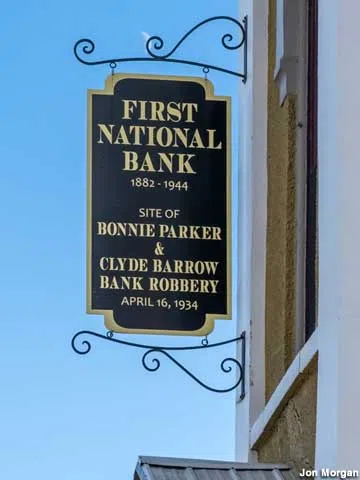 FIRST
NATIONAL
BANK
1882 - 1944
SITE OF
BONNIE PARKER
&
CLYDE BARROW
BANK ROBBERY
APRIL 16, 1934
Jon Morgan